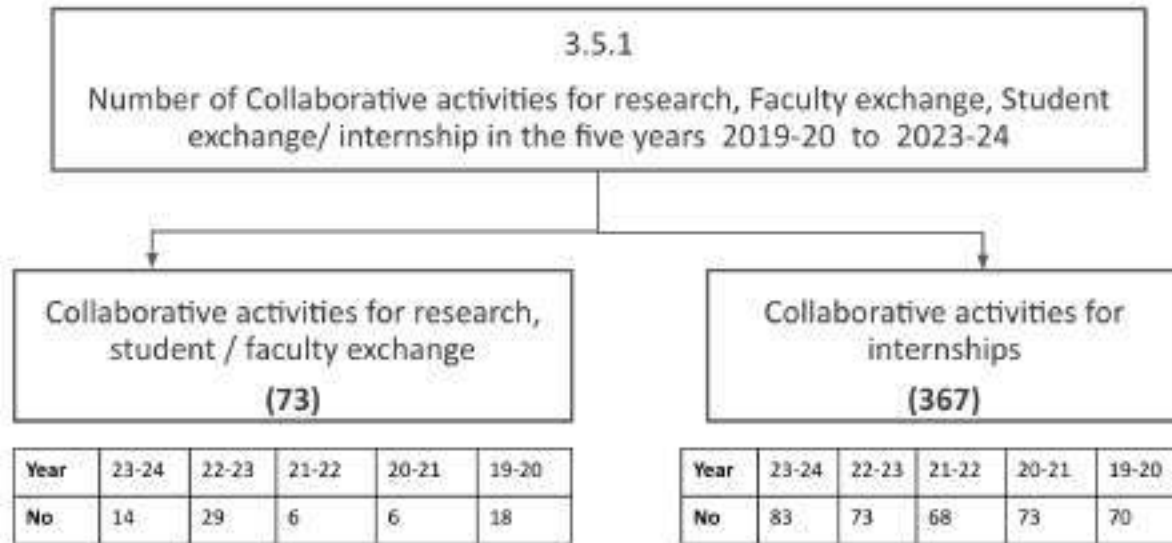 3.5.1
Number of Collaborative activities for research, Faculty exchange, Student
exchange/ internship in the five years 2019-20 to 2023-24
Collaborative activities for research,
student / faculty exchange
(73)
Collaborative activities for
internships
(367)
Year 23-24 22-23 21-22 20-21 19-20
No 14 29 6 6 18
Year 23-24 22-23 21-22 20-21 19-20
No 83 73 68 73 70